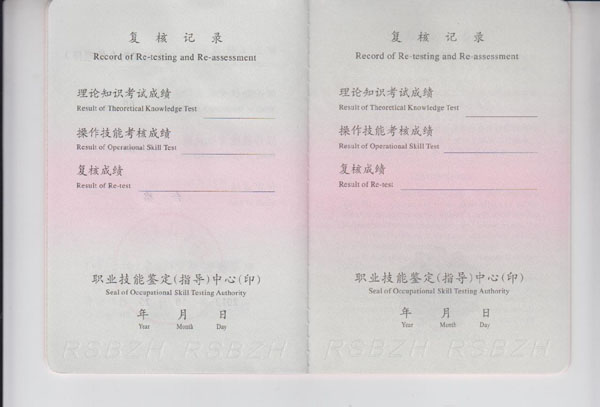 复核记录
Record of Re-testing and Re-assessment
理论知识考试成绩
Result of Theoretical Knowledge Test
操作技能考核成绩
Result of Operational Skill Test
复核成绩
Result of Re-test
职业技能鉴定(指导)中心(印)
Seal of Occupational Skill Testing Authority
年 月 日
Year Month Day
RSBZH RSBZH
复核记录
Record of Re-testing and Re-assessment
理论知识考试成绩
Result of Theoretical Knowledge Test
操作技能考核成绩
Result of Operational Skill Test
复核成绩
Result of Re-test
职业技能鉴定(指导)中心(印)
Seal of Occupational Skill Testing Authority
年 月 日
Year Month Day
RSBZH RSBZH